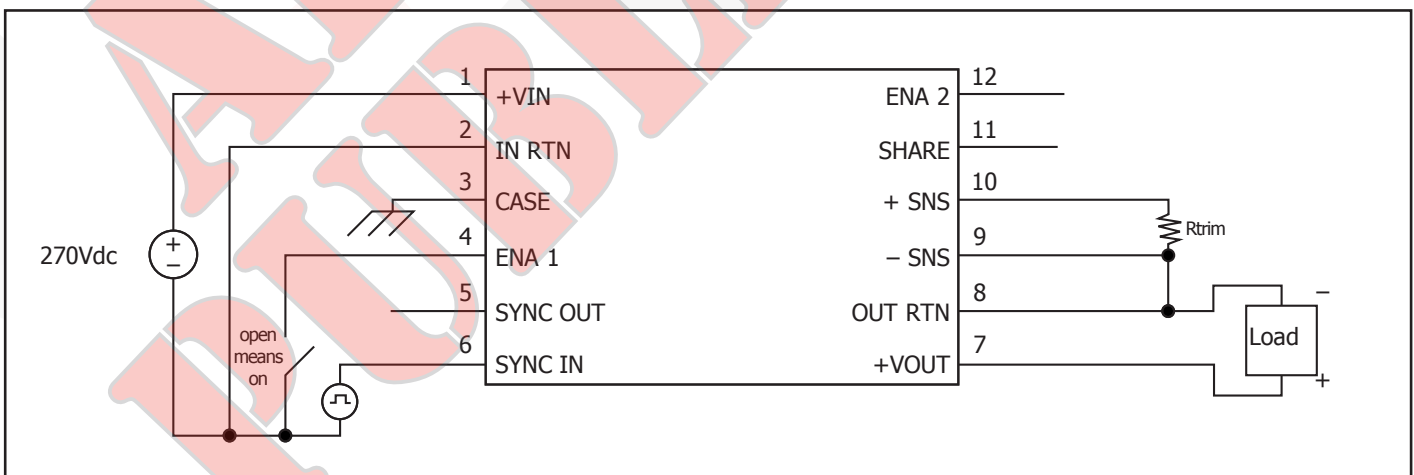 1
+VIN
2
IN RTN
3
CASE
4
ENA 1
5
SYNC OUT
6
SYNC IN
12
ENA 2
11
SHARE
10
+ SNS
9
– SNS
8
OUT RTN
7
+VOUT
270Vdc
+
–
open
means
on
Rtrim
–
Load
+